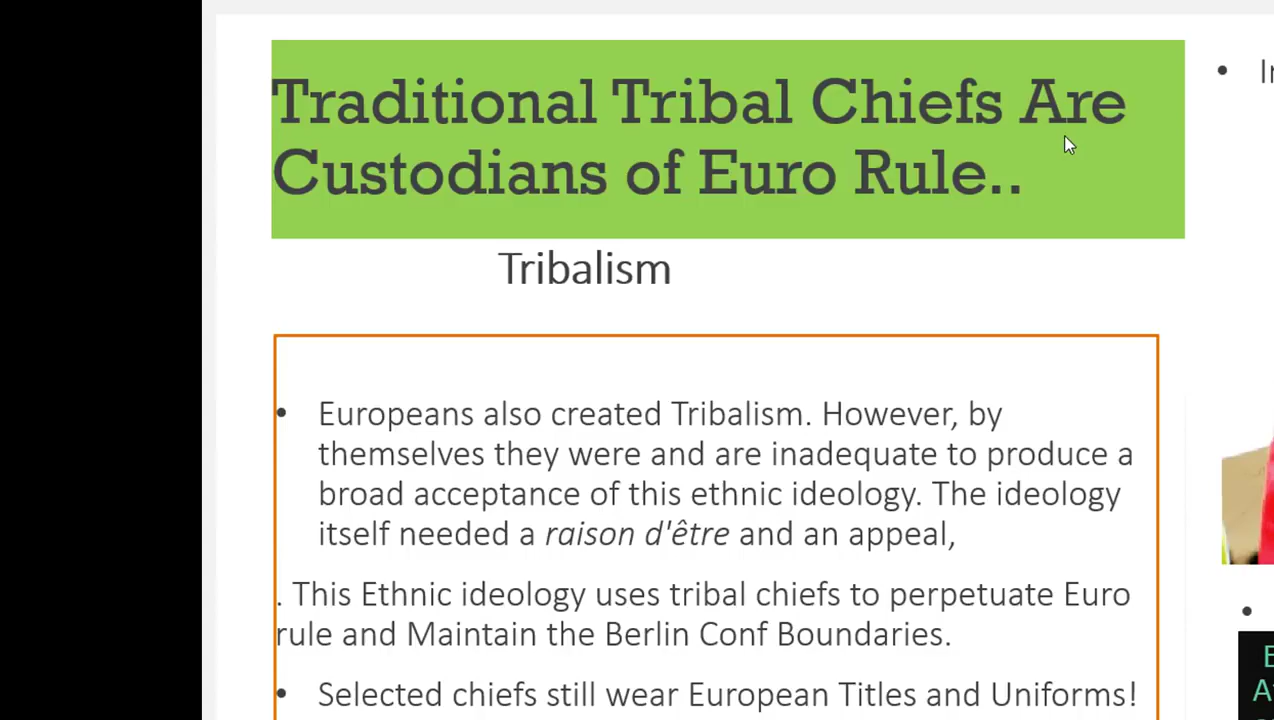 Traditional Tribal Chiefs Are
Custodians of Euro Rule..
Tribalism
• Europeans also created Tribalism. However, by
themselves they were and are inadequate to produce a
broad acceptance of this ethnic ideology. The ideology
itself needed a raison d'être and an appeal,
. This Ethnic ideology uses tribal chiefs to perpetuate Euro
rule and Maintain the Berlin Conf Boundaries.
• Selected chiefs still wear European Titles and Uniforms!